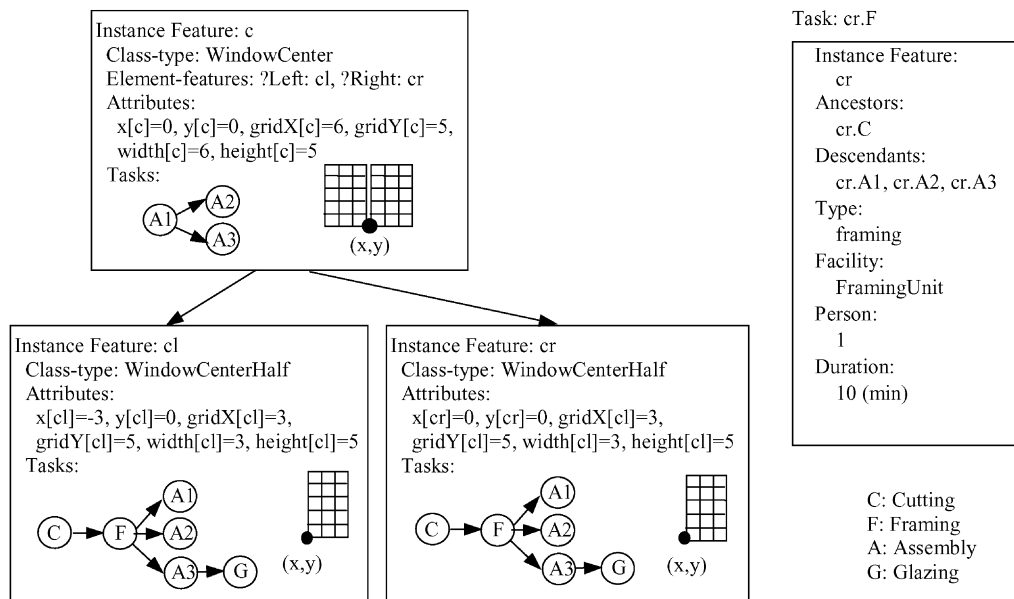 Instance Feature: c
Class-type: WindowCenter
Element-features: ?Left: cl, ?Right: cr
Attributes:
x[c]=0, y[c]=0, gridX[c]=6, gridY[c]=5,
width[c]=6, height[c]=5
Tasks:
A1
A2
A3
(x,y)
Instance Feature: cl
Class-type: WindowCenterHalf
Attributes:
x[cl]=-3, y[cl]=0, gridX[cl]=3,
gridY[cl]=5, width[cl]=3, height[cl]=5
Tasks:
C
F
A1
A2
A3
G
(x,y)
Instance Feature: cr
Class-type: WindowCenterHalf
Attributes:
x[cr]=0, y[cr]=0, gridX[cl]=3,
gridY[cl]=5, width[cl]=3, height[cl]=5
Tasks:
C
F
A1
A2
A3
G
(x,y)
Task: cr.F
Instance Feature:
cr
Ancestors:
cr.C
Descendants:
cr.A1, cr.A2, cr.A3
Type:
framing
Facility:
FramingUnit
Person:
1
Duration:
10 (min)
C: Cutting
F: Framing
A: Assembly
G: Glazing